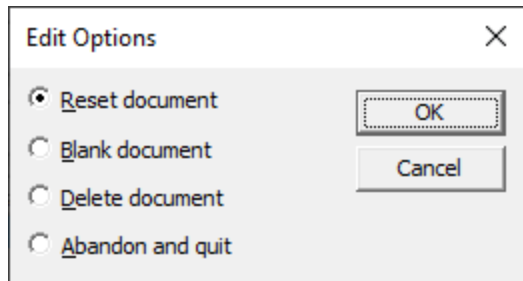 Edit Options
Reset document
OK
Blank document
Cancel
Delete document
Abandon and quit